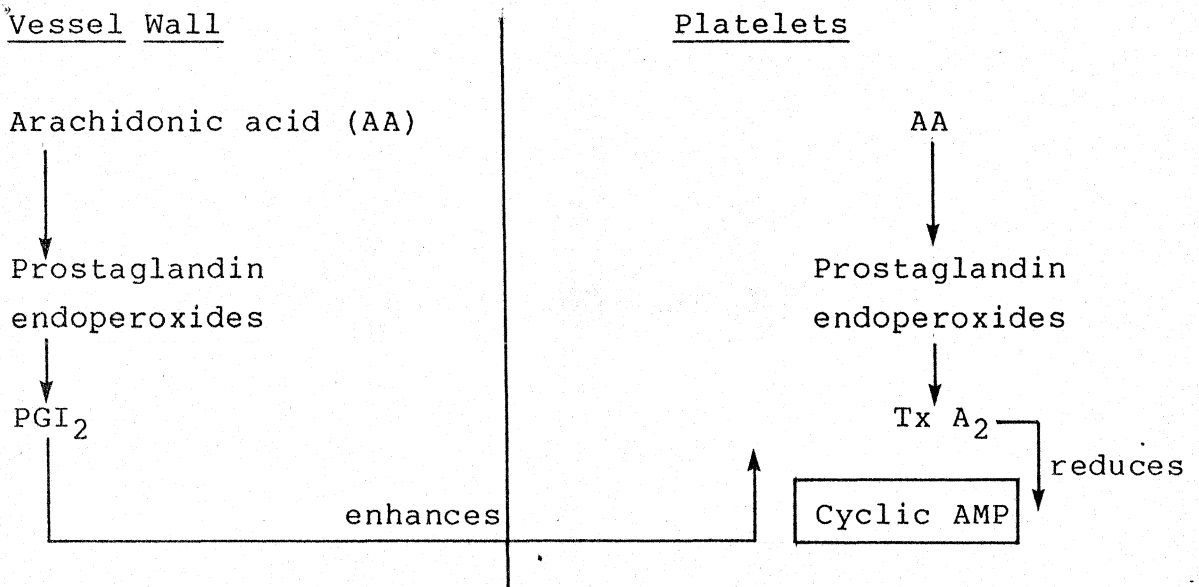 Vessel Wall
Platelets
Arachidonic acid (AA)
AA
Prostaglandin
endoperoxides
Prostaglandin
endoperoxides
PGI2
Tx A2
reduces
enhances
Cyclic AMP